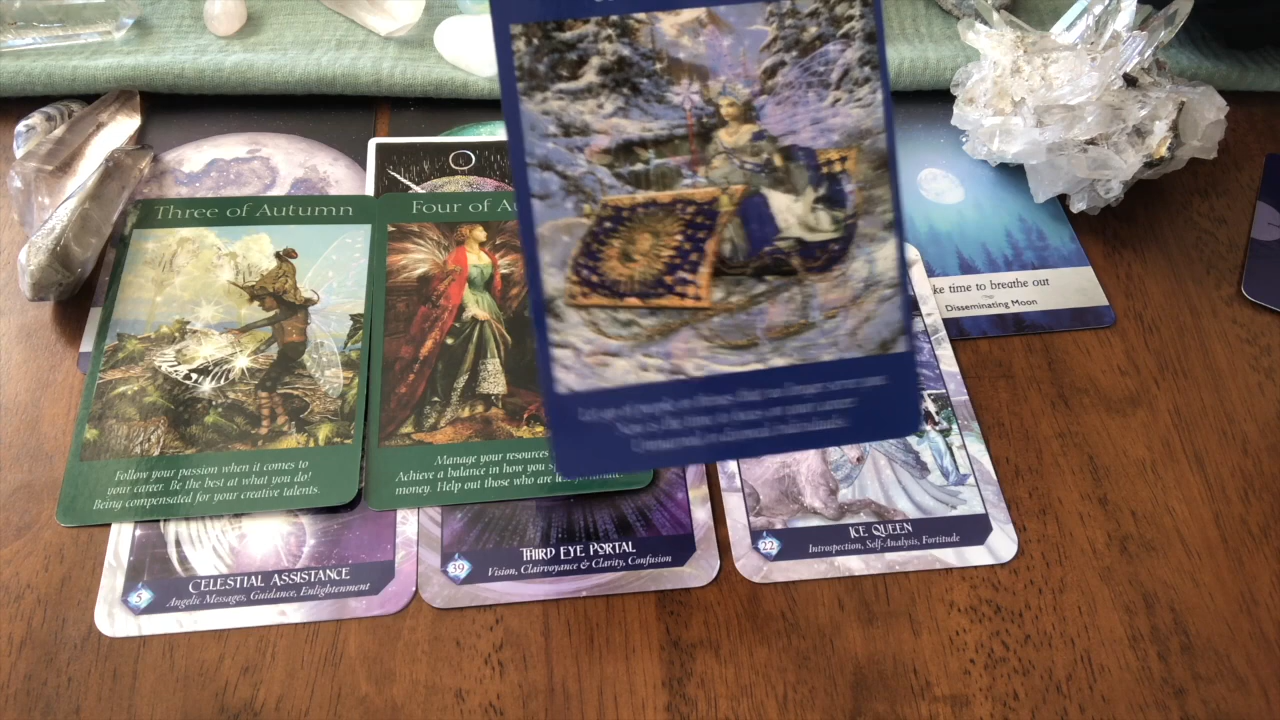 Three of Autumn
Four of
ke time to breathe out
Disseminating Moon
Follow your passion when it comes to
your career. Be the best at what you do!
Being compensated for your creative talents.
Manage your resources
Achieve a balance in how you
money. Help out those who are less fortunate.
5
CELESTIAL ASSISTANCE
Angelic Messages, Guidance, Enlightenment
39
THIRD EYE PORTAL
Vision, Clairvoyance & Clarity, Confusion
22
ICE QUEEN
Introspection, Self-Analysis, Fortitude